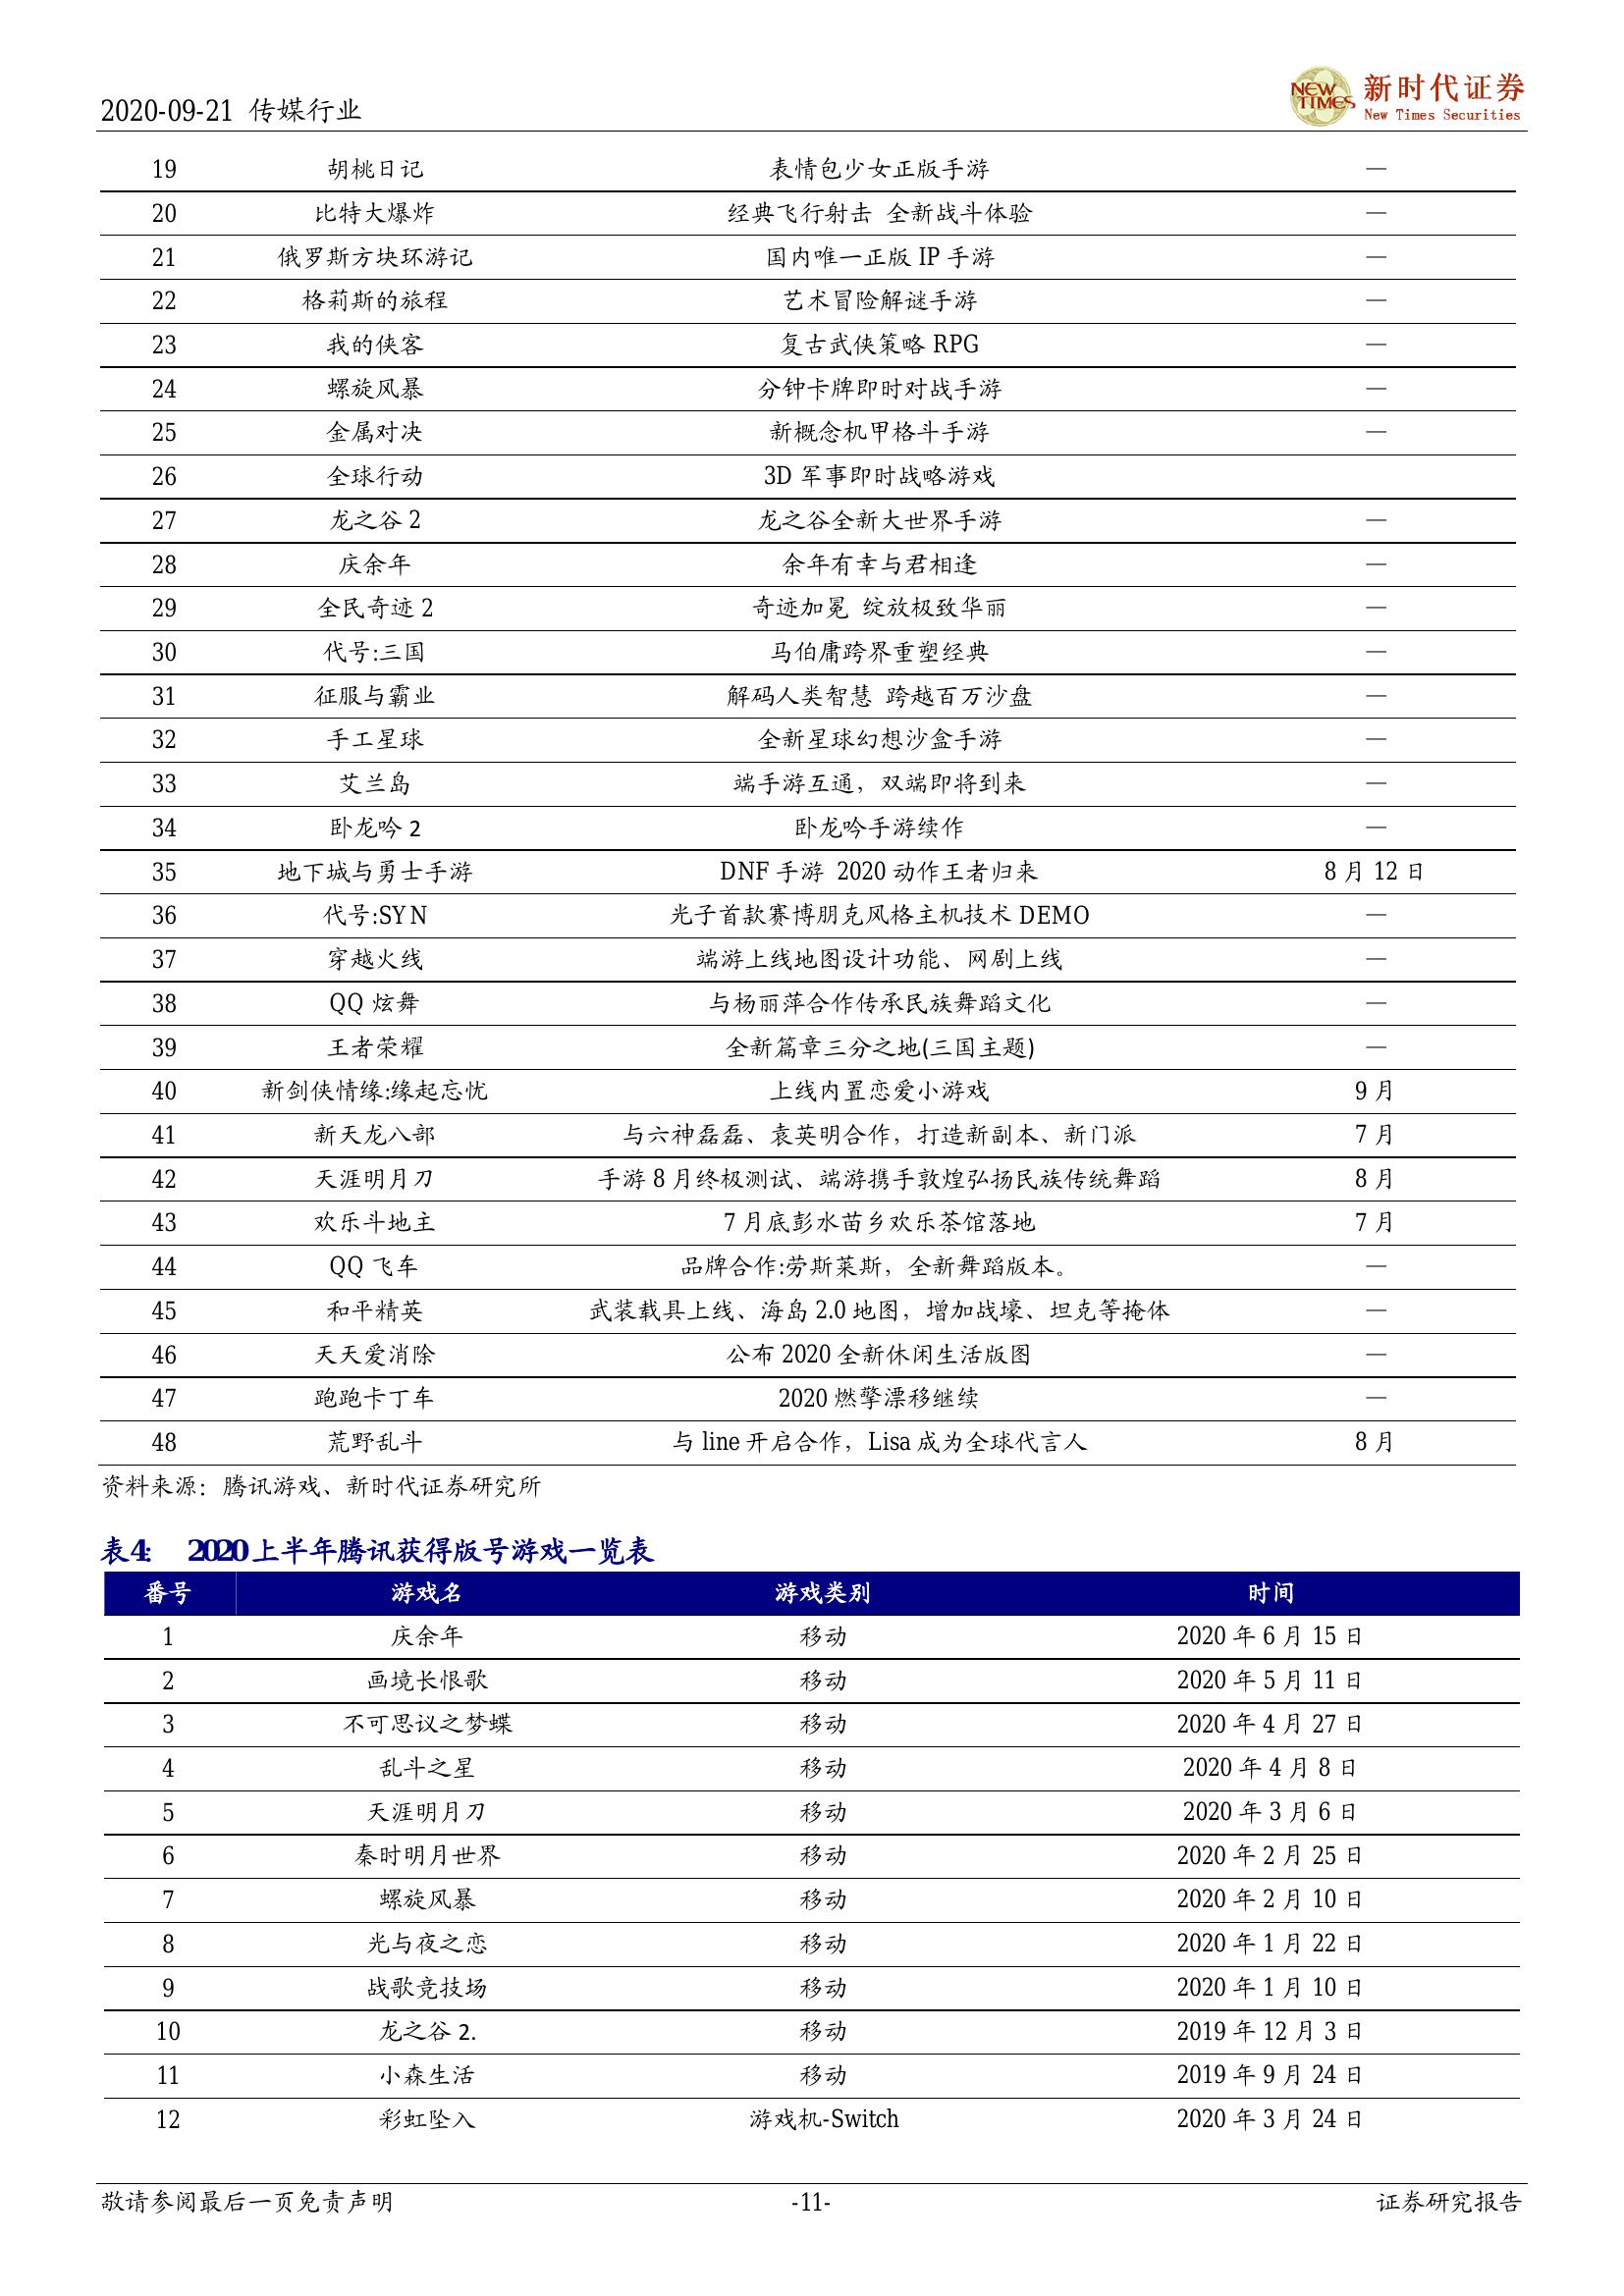 2020-09-21 传媒行业
NEW TIMES 新时代证券
New Times Securities
19 胡桃日记 表情包少女正版手游 —
20 比特大爆炸 经典飞行射击 全新战斗体验 —
21 俄罗斯方块环游记 国内唯一正版 IP 手游 —
22 格莉斯的旅程 艺术冒险解谜手游 —
23 我的侠客 复古武侠策略 RPG —
24 螺旋风暴 分钟卡牌即时对战手游 —
25 金属对决 新概念机甲格斗手游 —
26 全球行动 3D 军事即时战略游戏
27 龙之谷 2 龙之谷全新大世界手游 —
28 庆余年 余年有幸与君相逢 —
29 全民奇迹 2 奇迹加冕 绽放极致华丽 —
30 代号:三国 马伯庸跨界重塑经典 —
31 征服与霸业 解码人类智慧 跨越百万沙盘 —
32 手工星球 全新星球幻想沙盒手游 —
33 艾兰岛 端手游互通，双端即将到来 —
34 卧龙吟 2 卧龙吟手游续作 —
35 地下城与勇士手游 DNF 手游 2020 动作王者归来 8 月 12 日
36 代号:SYN 光子首款赛博朋克风格主机技术 DEMO —
37 穿越火线 端游上线地图设计功能、网剧上线 —
38 QQ 炫舞 与杨丽萍合作传承民族舞蹈文化 —
39 王者荣耀 全新篇章三分之地(三国主题) —
40 新剑侠情缘:缘起忘忧 上线内置恋爱小游戏 9 月
41 新天龙八部 与六神磊磊、袁英明合作，打造新副本、新门派 7 月
42 天涯明月刀 手游 8 月终极测试、端游携手敦煌弘扬民族传统舞蹈 8 月
43 欢乐斗地主 7 月底彭水苗乡欢乐茶馆落地 7 月
44 QQ 飞车 品牌合作:劳斯莱斯，全新舞蹈版本。 —
45 和平精英 武装载具上线、海岛 2.0 地图，增加战壕、坦克等掩体 —
46 天天爱消除 公布 2020 全新休闲生活版图 —
47 跑跑卡丁车 2020 燃擎漂移继续 —
48 荒野乱斗 与 line 开启合作，Lisa 成为全球代言人 8 月
资料来源：腾讯游戏、新时代证券研究所
表4： 2020 上半年腾讯获得版号游戏一览表
番号 游戏名 游戏类别 时间
1 庆余年 移动 2020 年 6 月 15 日
2 画境长恨歌 移动 2020 年 5 月 11 日
3 不可思议之梦蝶 移动 2020 年 4 月 27 日
4 乱斗之星 移动 2020 年 4 月 8 日
5 天涯明月刀 移动 2020 年 3 月 6 日
6 秦时明月世界 移动 2020 年 2 月 25 日
7 螺旋风暴 移动 2020 年 2 月 10 日
8 光与夜之恋 移动 2020 年 1 月 22 日
9 战歌竞技场 移动 2020 年 1 月 10 日
10 龙之谷 2. 移动 2019 年 12 月 3 日
11 小森生活 移动 2019 年 9 月 24 日
12 彩虹坠入 游戏机-Switch 2020 年 3 月 24 日
敬请参阅最后一页免责声明 -11- 证券研究报告